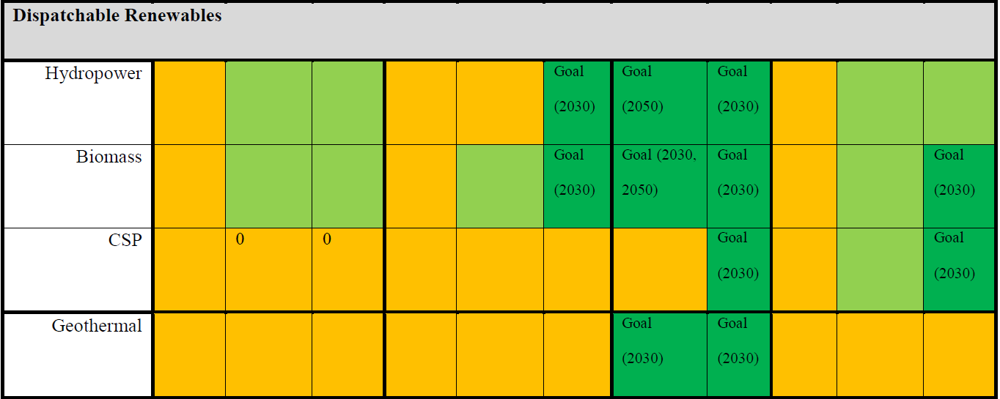 Dispatchable Renewables
Hydropower
Goal
(2030)
Goal
(2050)
Goal
(2030)
Biomass
Goal
(2030)
Goal (2030,
2050)
Goal
(2030)
Goal
(2030)
CSP
0
0
Goal
(2030)
Goal
(2030)
Geothermal
Goal
(2030)
Goal
(2030)